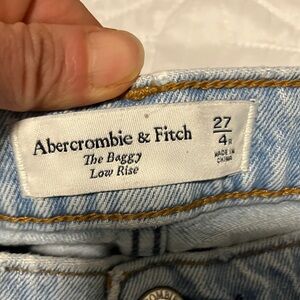 Abercrombie & Fitch
The Baggy
Low Rise
27
4R
MADE IN
CHINA